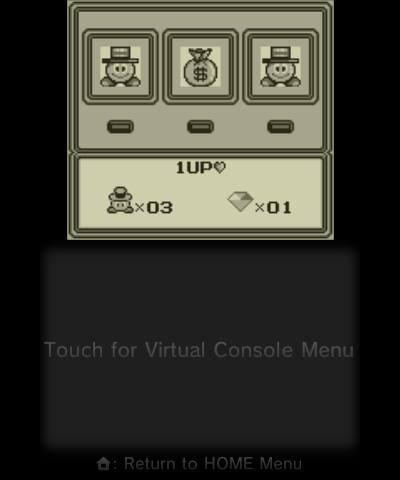 $
1UP♥
×03 ×01
Touch for Virtual Console Menu
: Return to HOME Menu